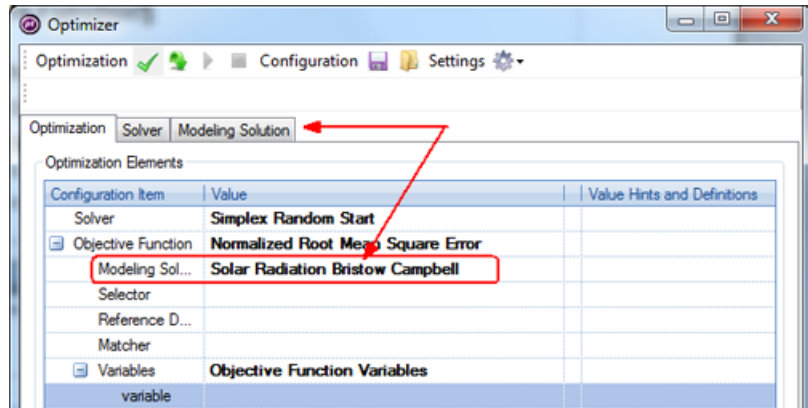 Optimizer
Optimization Configuration Settings
Optimization Solver Modeling Solution
Optimization Elements
Configuration Item Value Value Hints and Definitions
Solver Simplex Random Start
Objective Function Normalized Root Mean Square Error
Modeling Sol... Solar Radiation Bristow Campbell
Selector
Reference D...
Matcher
Variables Objective Function Variables
variable